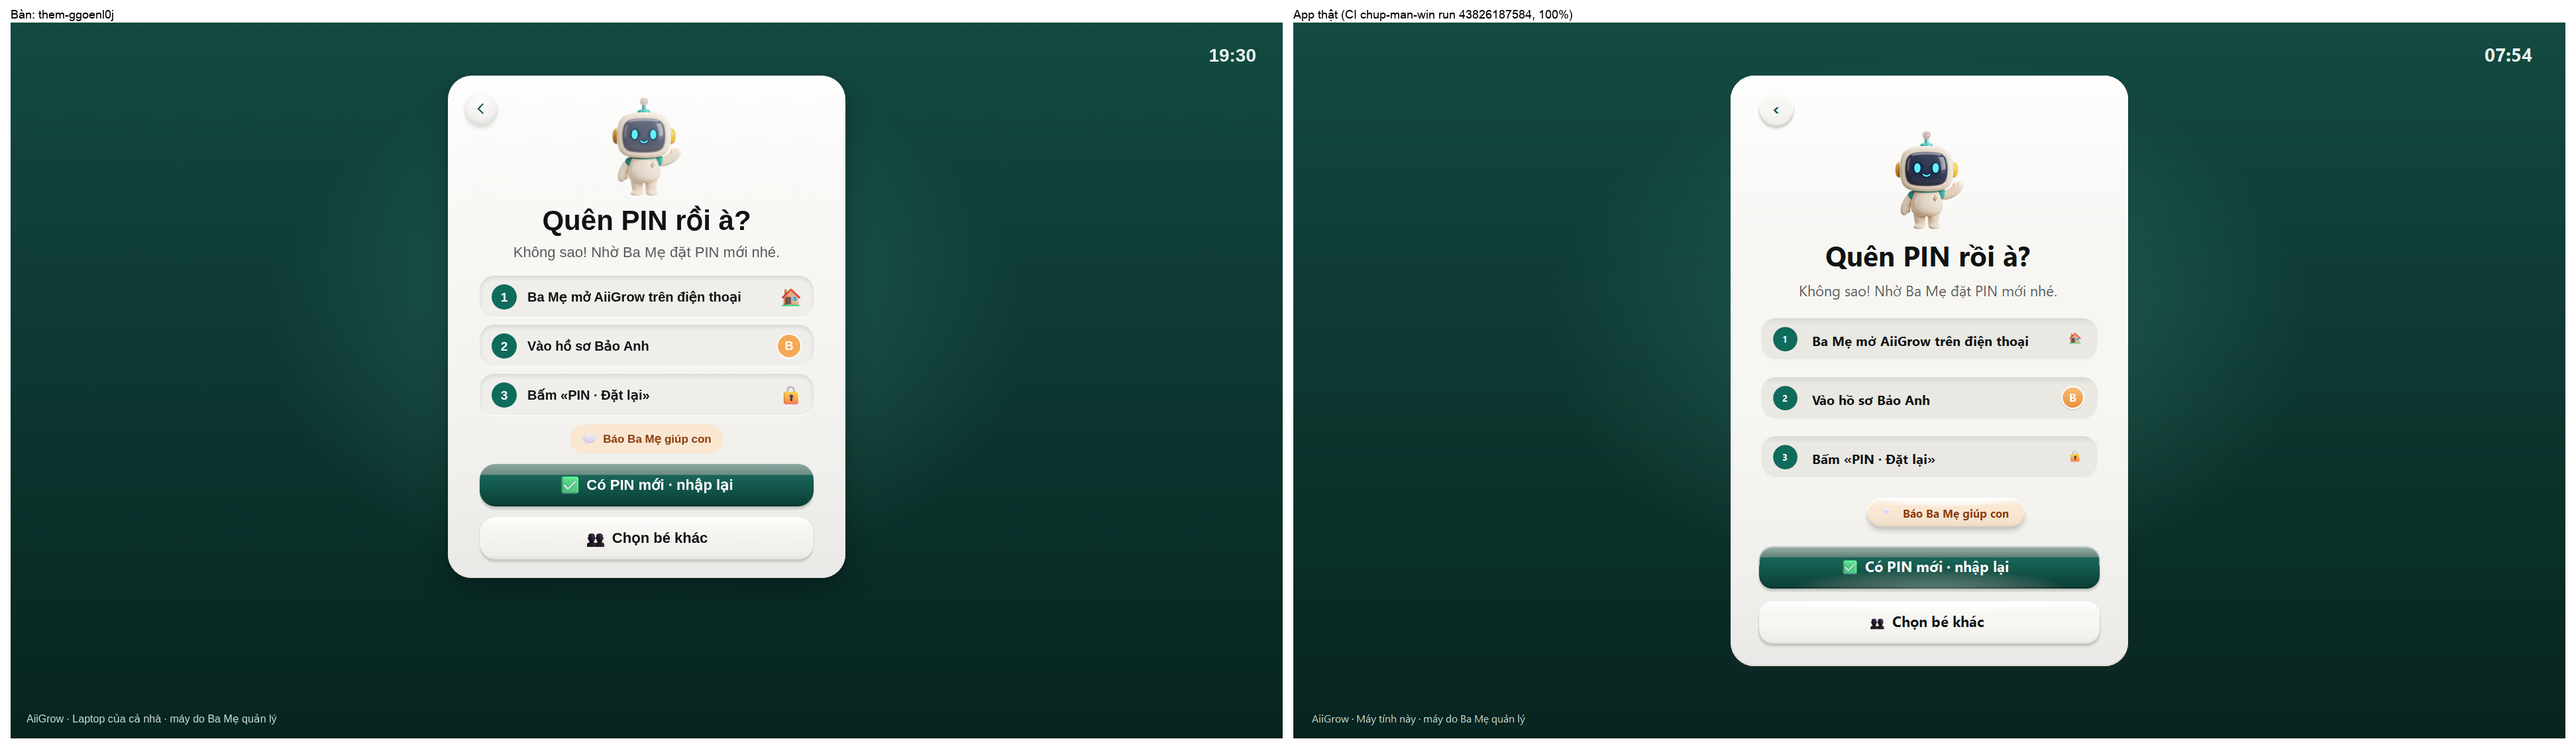 Bàn: them-ggoenl0j
19:30
Quên PIN rồi à?
Không sao! Nhờ Ba Mẹ đặt PIN mới nhé.
1 Ba Mẹ mở AiiGrow trên điện thoại
2 Vào hồ sơ Bảo Anh B
3 Bấm «PIN · Đặt lại»
Báo Ba Mẹ giúp con
Có PIN mới · nhập lại
Chọn bé khác
AiiGrow · Laptop của cả nhà · máy do Ba Mẹ quản lý
App thật (CI chup-man-win run 43826187584, 100%)
07:54
Quên PIN rồi à?
Không sao! Nhờ Ba Mẹ đặt PIN mới nhé.
1 Ba Mẹ mở AiiGrow trên điện thoại
2 Vào hồ sơ Bảo Anh B
3 Bấm «PIN · Đặt lại»
Báo Ba Mẹ giúp con
Có PIN mới · nhập lại
Chọn bé khác
AiiGrow · Máy tính này · máy do Ba Mẹ quản lý